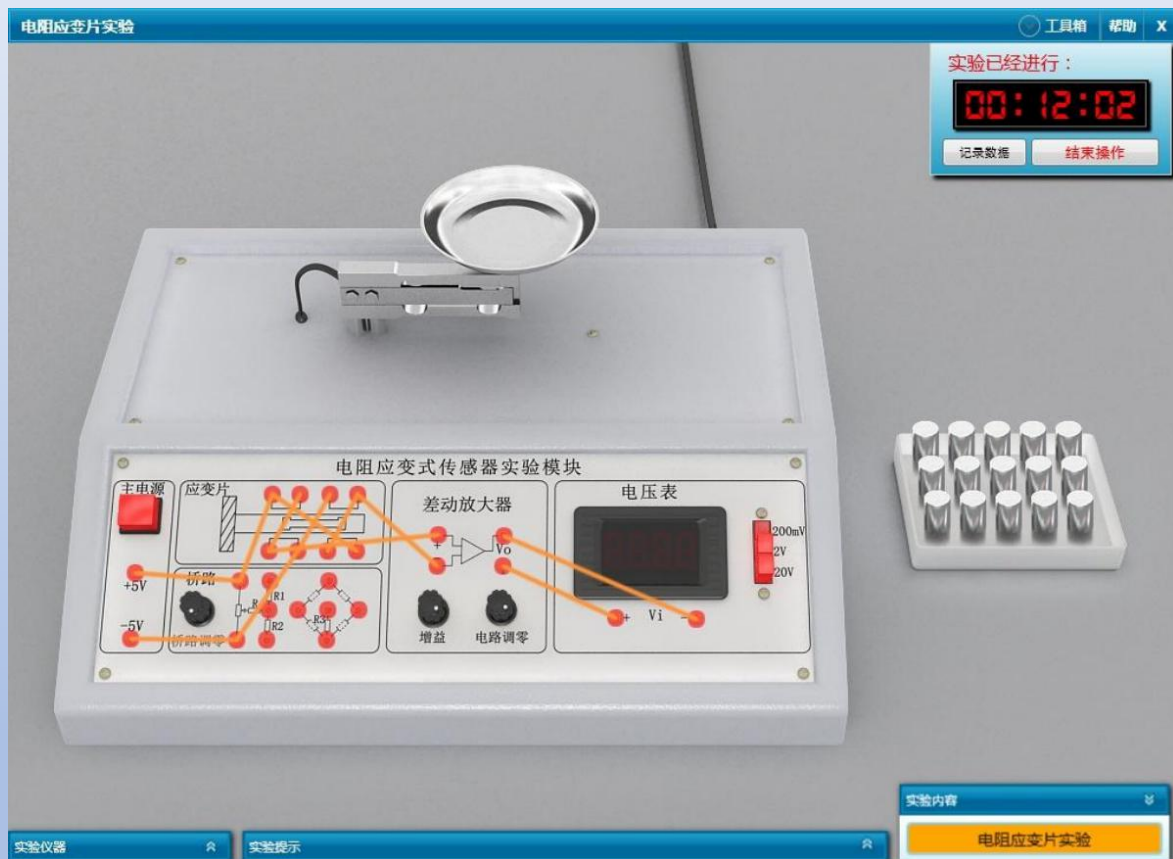 电阻应变片实验
工具箱 帮助 X
实验已经进行：
00:12:02
记录数据 结束操作
电阻应变式传感器实验模块
主电源
应变片
差动放大器
电压表
+
Vo
200mV
2V
20V
+5V
桥路
R1
R2
R3
-5V
桥路调零
增益
电路调零
+ Vi -
实验内容
电阻应变片实验
实验仪器
实验提示